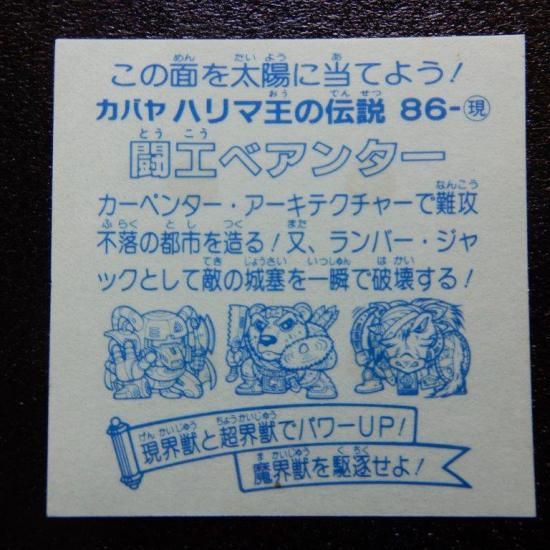 この面を太陽に当てよう！
カバヤ ハリマ王の伝説 86-現
闘工ベアンター
カーペンター・アーキテクチャーで難攻
不落の都市を造る！又、ランバー・ジャ
ックとして敵の城塞を一瞬で破壊する！
現界獣と超界獣でパワーUP！
魔界獣を駆逐せよ！